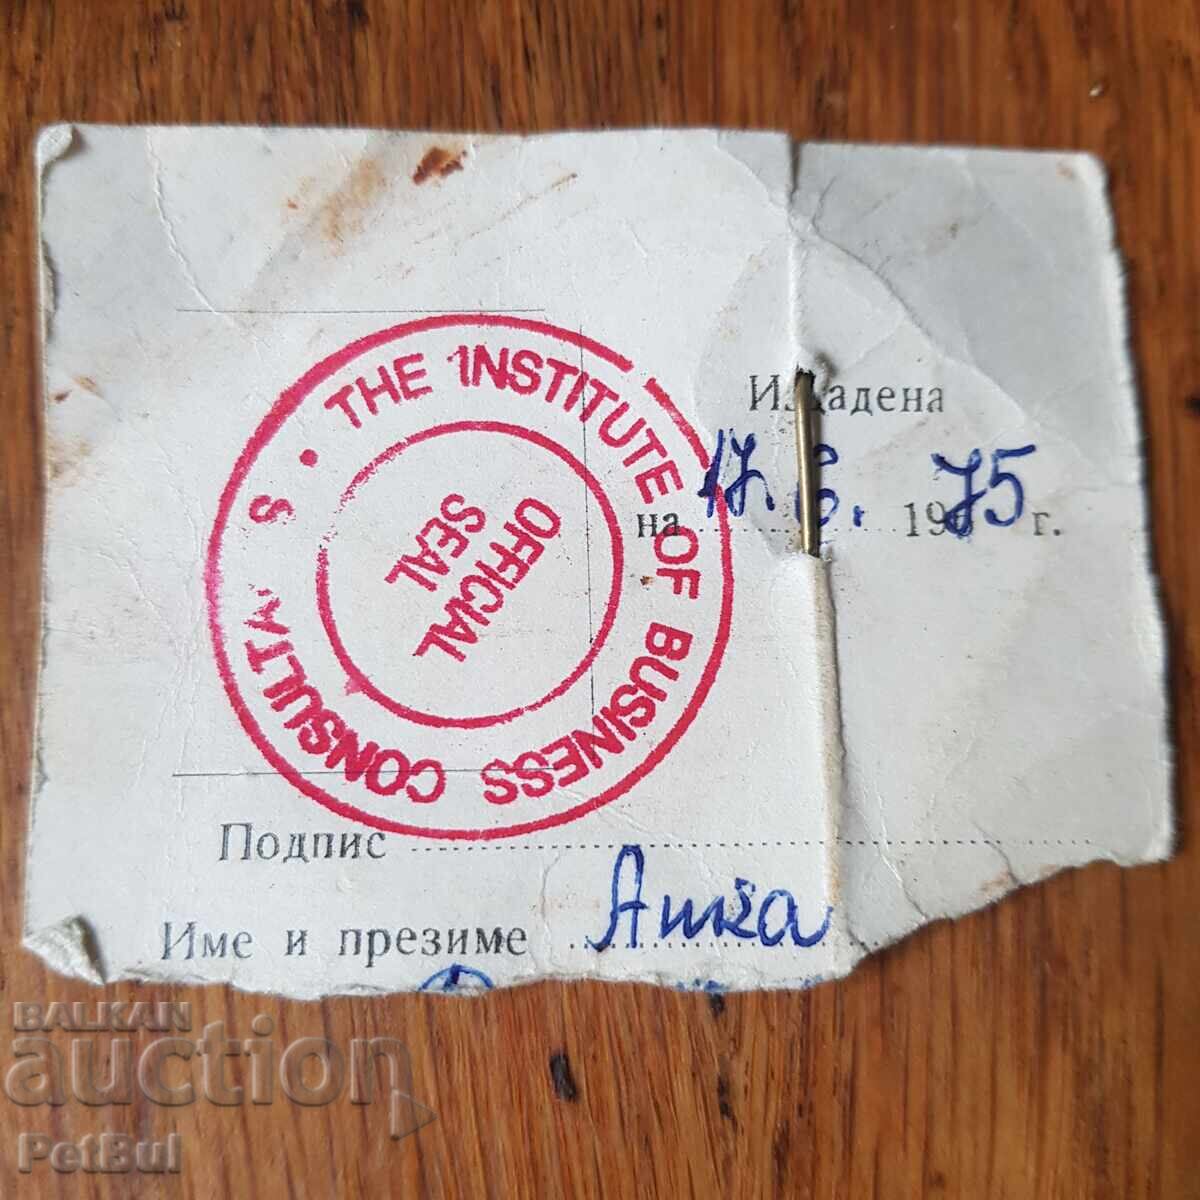 THE INSTITUTE OF BUSINESS CONSULTANTS •
OFFICIAL
SEAL
Издадена
на 17. 6. 1975 г.
Подпис
Име и презиме Анка
BALKAN
auction
PetBul